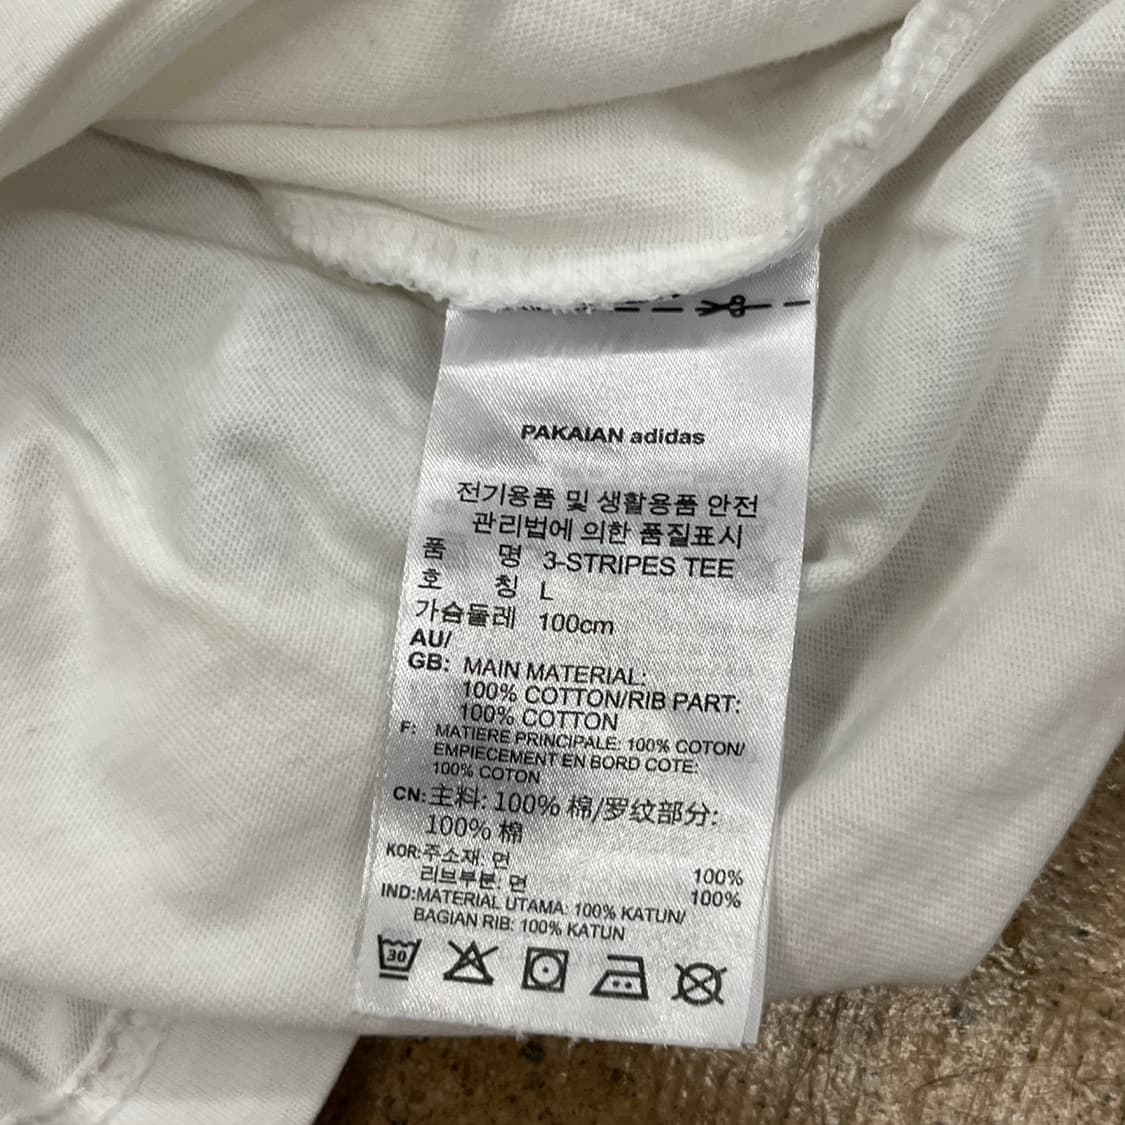 PAKAIAN adidas
전기용품 및 생활용품 안전
관리법에 의한 품질표시
품 명 3-STRIPES TEE
호 칭 L
가슴둘레 100cm
AU/
GB: MAIN MATERIAL:
100% COTTON/RIB PART:
100% COTTON
F: MATIERE PRINCIPALE: 100% COTON/
EMPIECEMENT EN BORD COTE:
100% COTON
CN: 主料: 100% 棉/罗纹部分:
100% 棉
KOR: 주소재: 면 100%
리브부분: 면 100%
IND: MATERIAL UTAMA: 100% KATUN/
BAGIAN RIB: 100% KATUN
30